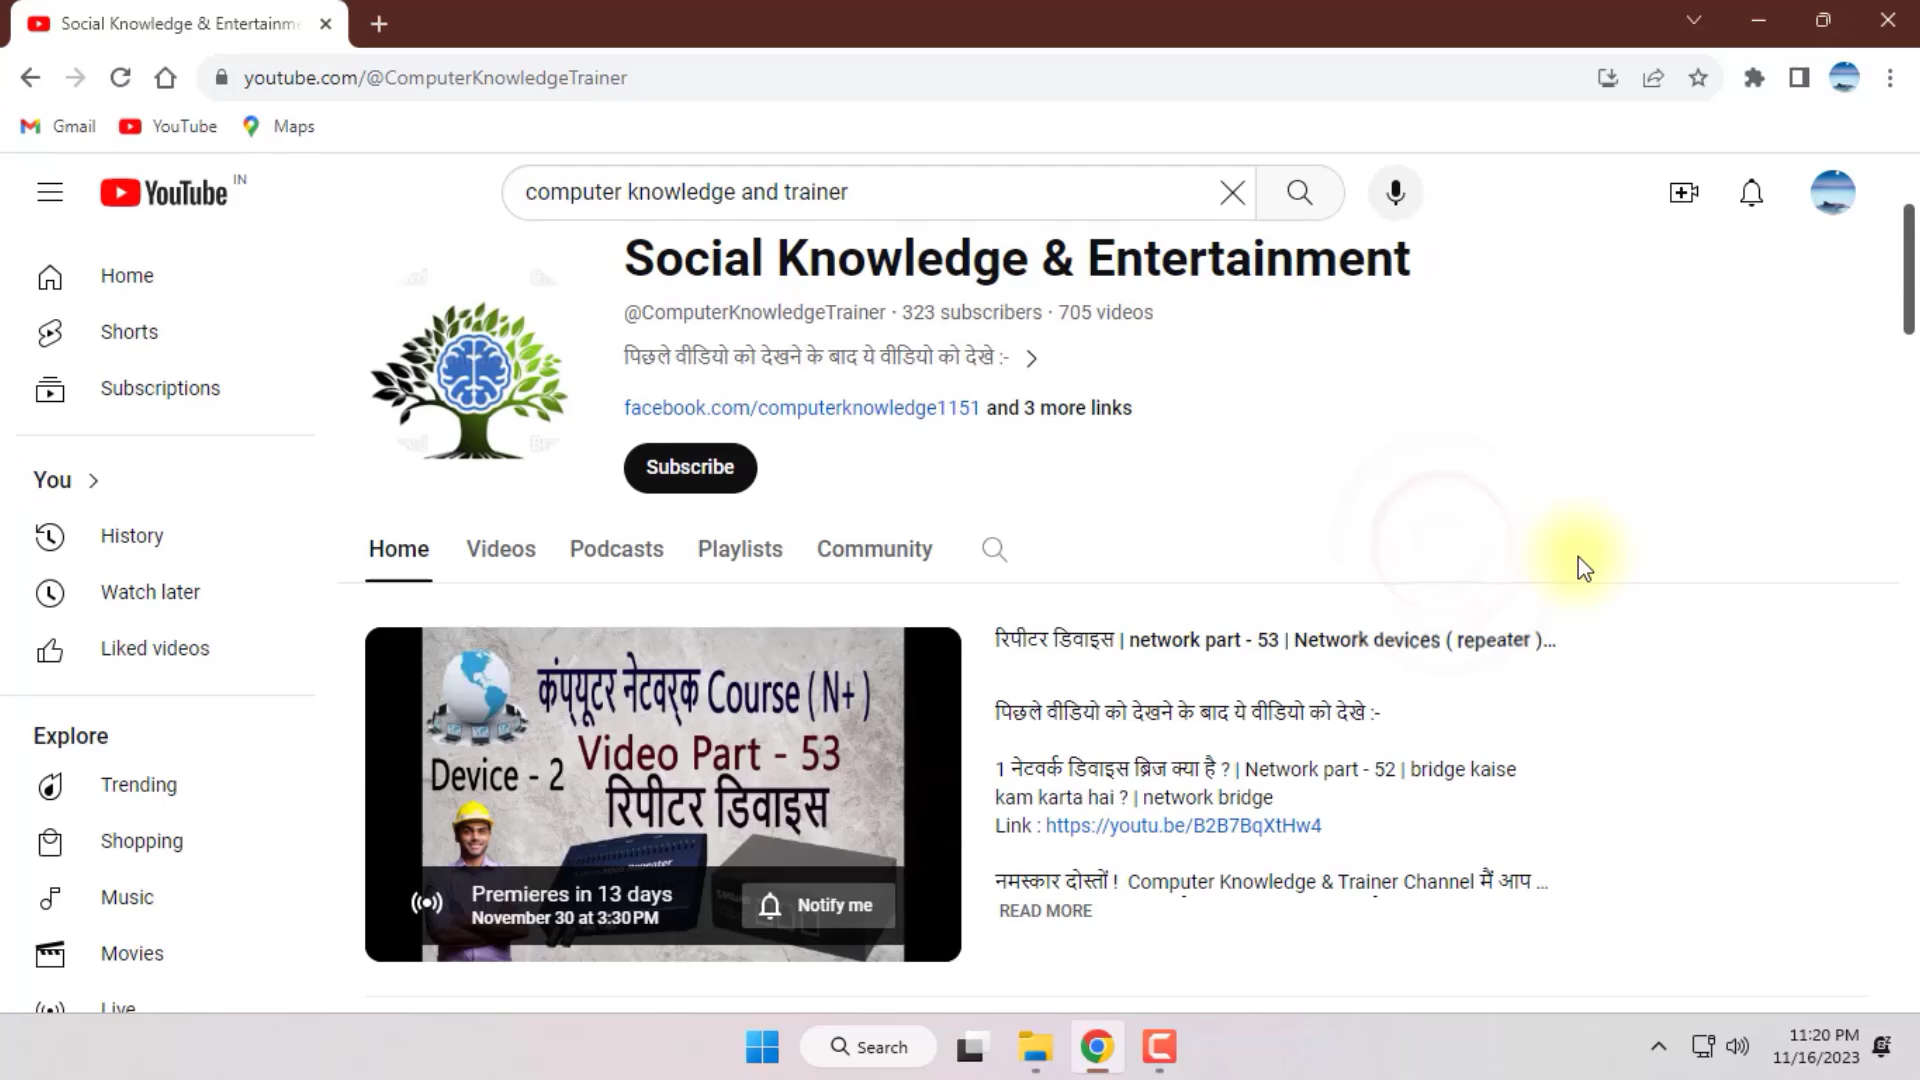 Social Knowledge & Entertainme
youtube.com/@ComputerKnowledgeTrainer
Gmail
YouTube
Maps
YouTube IN
computer knowledge and trainer
Home
Shorts
Subscriptions
You
History
Watch later
Liked videos
Explore
Trending
Shopping
Music
Movies
Live
Social Knowledge & Entertainment
@ComputerKnowledgeTrainer · 323 subscribers · 705 videos
पिछले वीडियो को देखने के बाद ये वीडियो को देखे :-
facebook.com/computerknowledge1151 and 3 more links
Subscribe
Home Videos Podcasts Playlists Community
कंप्यूटर नेटवर्क Course ( N+ )
Video Part - 53
Device - 2
रिपीटर डिवाइस
Premieres in 13 days
November 30 at 3:30 PM
Notify me
रिपीटर डिवाइस | network part - 53 | Network devices ( repeater )...
पिछले वीडियो को देखने के बाद ये वीडियो को देखे :-
1 नेटवर्क डिवाइस ब्रिज क्या है ? | Network part - 52 | bridge kaise
kam karta hai ? | network bridge
Link : https://youtu.be/B2B7BqXtHw4
नमस्कार दोस्तों ! Computer Knowledge & Trainer Channel मैं आप ...
READ MORE
Search
11:20 PM
11/16/2023